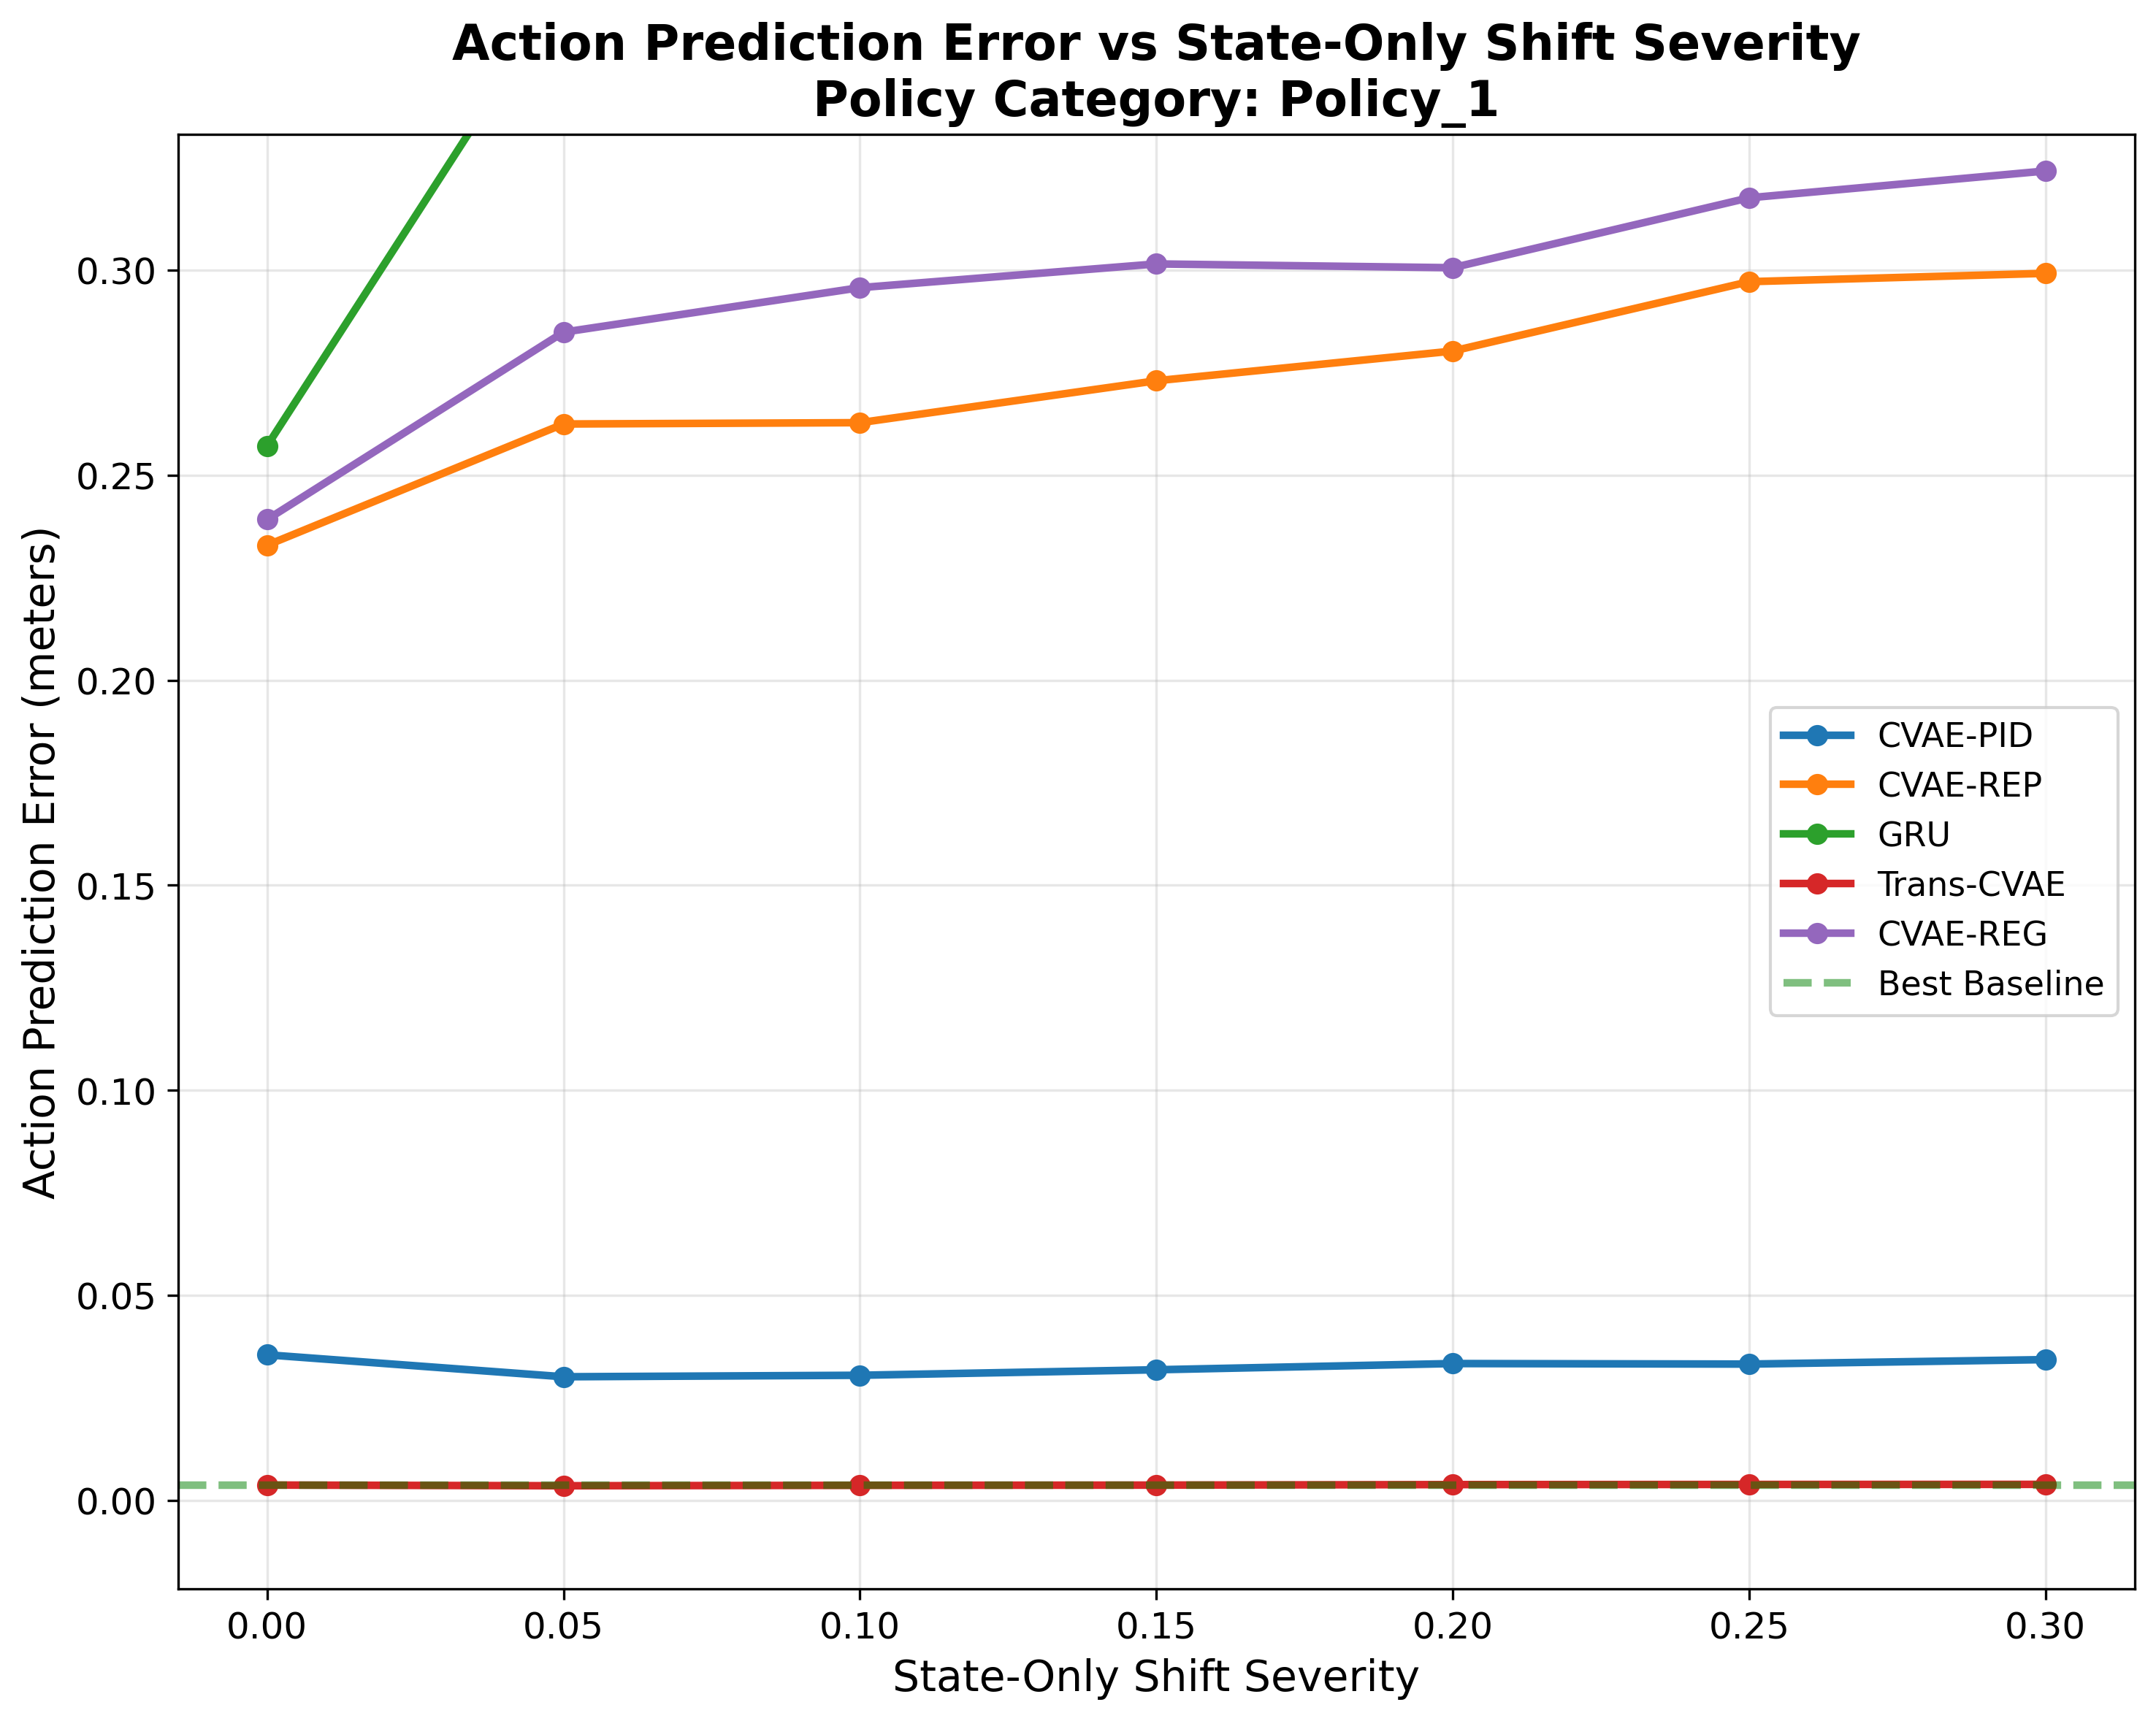 Action Prediction Error vs State-Only Shift Severity
Policy Category: Policy_1
Action Prediction Error (meters)
0.30
0.25
0.20
0.15
0.10
0.05
0.00
CVAE-PID
CVAE-REP
GRU
Trans-CVAE
CVAE-REG
Best Baseline
0.00 0.05 0.10 0.15 0.20 0.25 0.30
State-Only Shift Severity